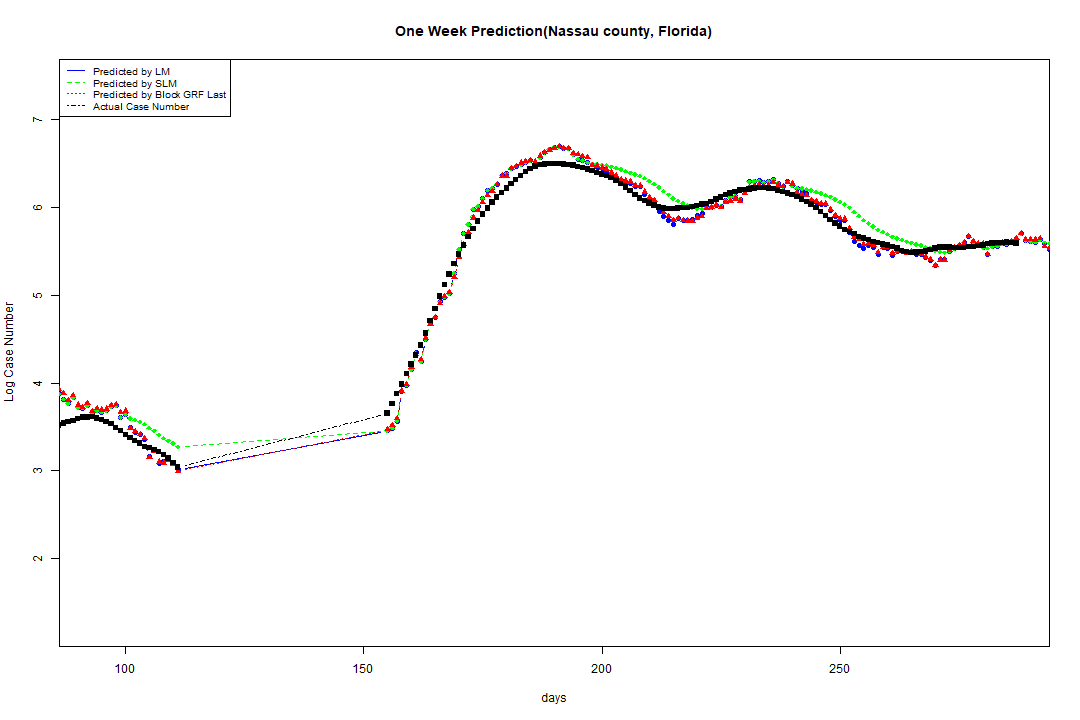 One Week Prediction(Nassau county, Florida)
Predicted by LM
Predicted by SLM
Predicted by Block GRF Last
Actual Case Number
7
6
5
4
3
2
Log Case Number
100
150
200
250
days